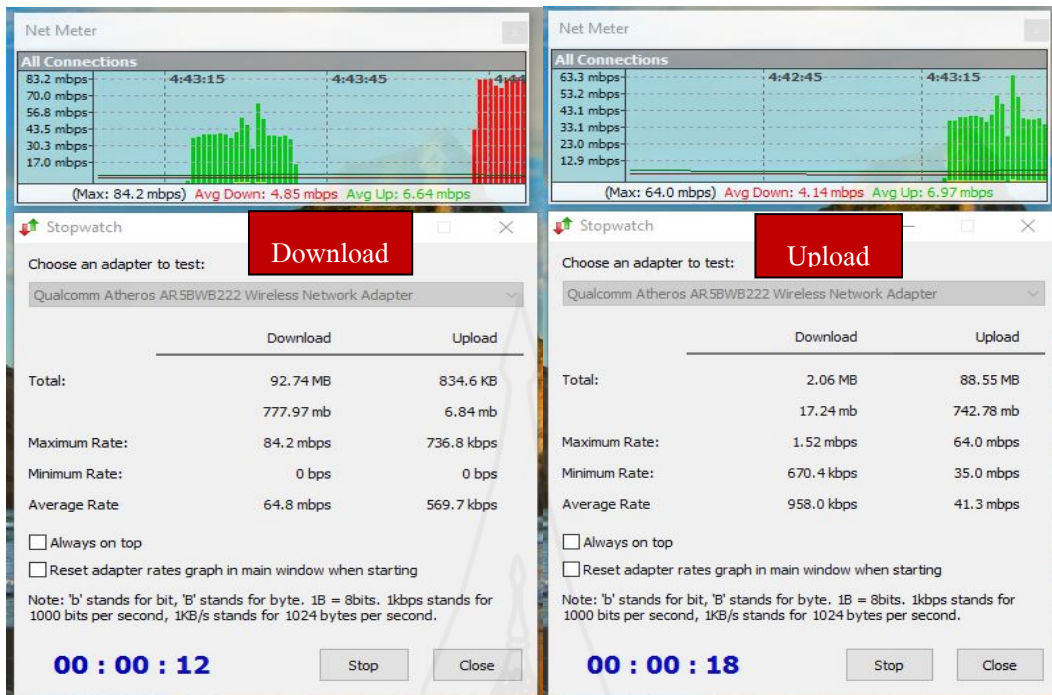 Net Meter
All Connections
83.2 mbps
4:43:15
4:43:45
4:44
70.0 mbps
56.8 mbps
43.5 mbps
30.3 mbps
17.0 mbps
(Max: 84.2 mbps) Avg Down: 4.85 mbps Avg Up: 6.64 mbps
Stopwatch
Download
Choose an adapter to test:
Qualcomm Atheros AR5BWB222 Wireless Network Adapter
Download Upload
Total: 92.74 MB 834.6 KB
777.97 mb 6.84 mb
Maximum Rate: 84.2 mbps 736.8 kbps
Minimum Rate: 0 bps 0 bps
Average Rate 64.8 mbps 569.7 kbps
Always on top
Reset adapter rates graph in main window when starting
Note: 'b' stands for bit, 'B' stands for byte. 1B = 8bits. 1kbps stands for
1000 bits per second, 1KB/s stands for 1024 bytes per second.
00 : 00 : 12 Stop Close
Net Meter
All Connections
63.3 mbps
4:42:45
4:43:15
53.2 mbps
43.1 mbps
33.1 mbps
23.0 mbps
12.9 mbps
(Max: 64.0 mbps) Avg Down: 4.14 mbps Avg Up: 6.97 mbps
Stopwatch
Upload
Choose an adapter to test:
Qualcomm Atheros AR5BWB222 Wireless Network Adapter
Download Upload
Total: 2.06 MB 88.55 MB
17.24 mb 742.78 mb
Maximum Rate: 1.52 mbps 64.0 mbps
Minimum Rate: 670.4 kbps 35.0 mbps
Average Rate 958.0 kbps 41.3 mbps
Always on top
Reset adapter rates graph in main window when starting
Note: 'b' stands for bit, 'B' stands for byte. 1B = 8bits. 1kbps stands for
1000 bits per second, 1KB/s stands for 1024 bytes per second.
00 : 00 : 18 Stop Close